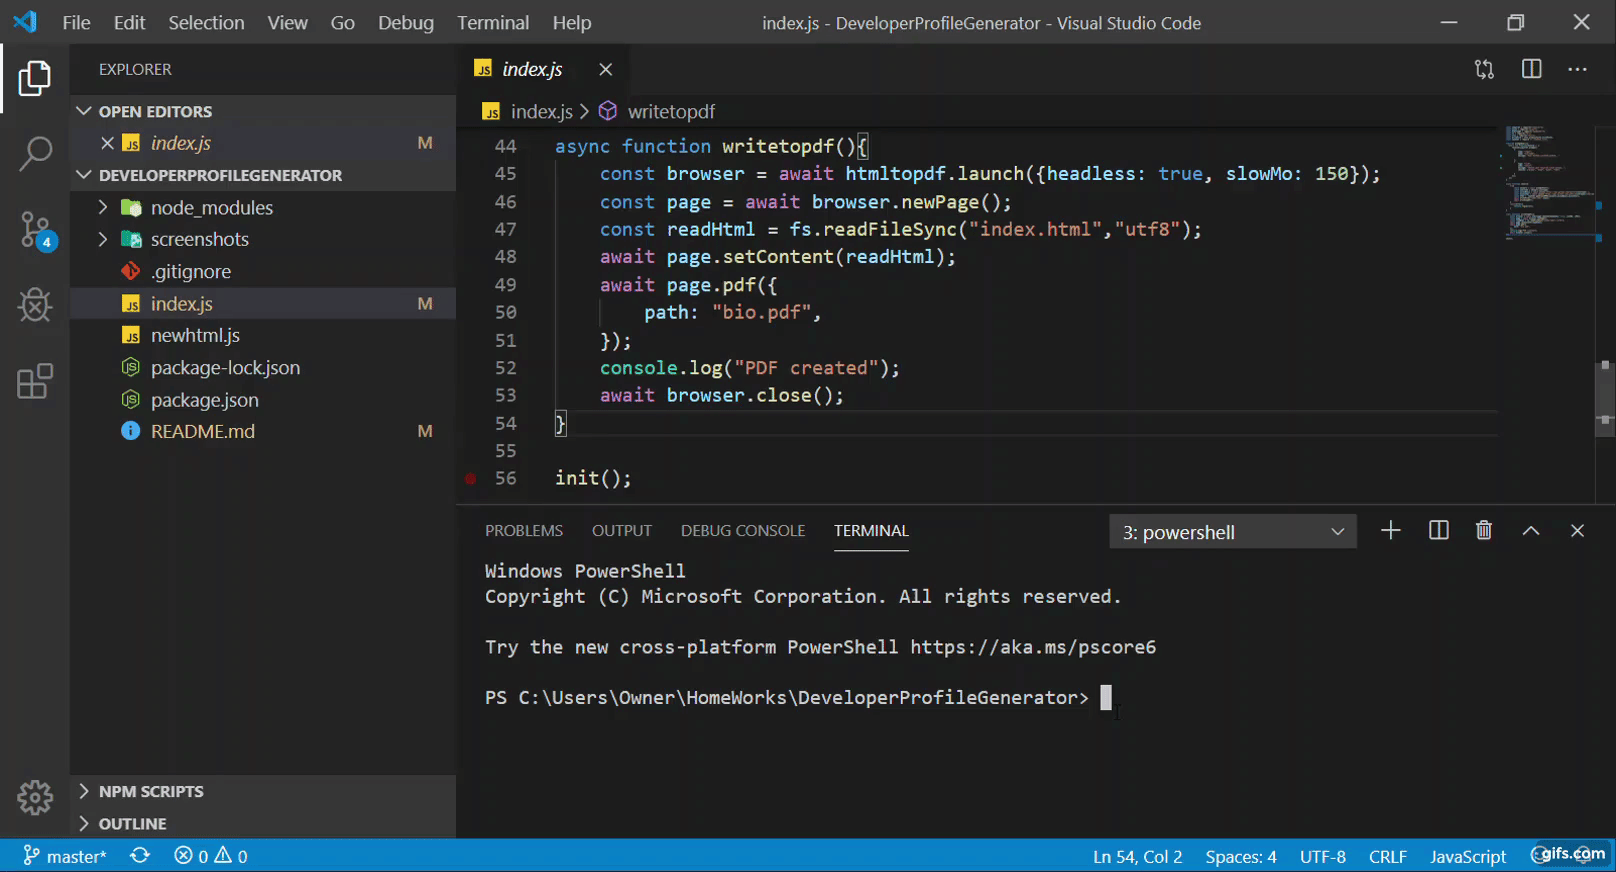 File Edit Selection View Go Debug Terminal Help
index.js - DeveloperProfileGenerator - Visual Studio Code
EXPLORER
OPEN EDITORS
JS index.js M
DEVELOPERPROFILEGENERATOR
node_modules
screenshots
.gitignore
JS index.js M
JS newhtml.js
package-lock.json
package.json
README.md M
4
NPM SCRIPTS
OUTLINE
JS index.js
JS index.js > writetopdf
44 async function writetopdf(){
45 const browser = await htmltopdf.launch({headless: true, slowMo: 150});
46 const page = await browser.newPage();
47 const readHtml = fs.readFileSync("index.html","utf8");
48 await page.setContent(readHtml);
49 await page.pdf({
50 path: "bio.pdf",
51 });
52 console.log("PDF created");
53 await browser.close();
54 }
55
56 init();
PROBLEMS OUTPUT DEBUG CONSOLE TERMINAL 3: powershell
Windows PowerShell
Copyright (C) Microsoft Corporation. All rights reserved.
Try the new cross-platform PowerShell https://aka.ms/pscore6
PS C:\Users\Owner\HomeWorks\DeveloperProfileGenerator>
master* 0 0 Ln 54, Col 2 Spaces: 4 UTF-8 CRLF JavaScript gifs.com